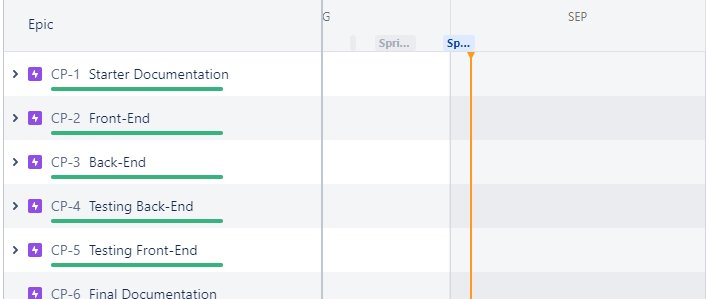 G
SEP
Epic
Spri...
Sp...
CP-1 Starter Documentation
CP-2 Front-End
CP-3 Back-End
CP-4 Testing Back-End
CP-5 Testing Front-End
CP-6 Final Documentation